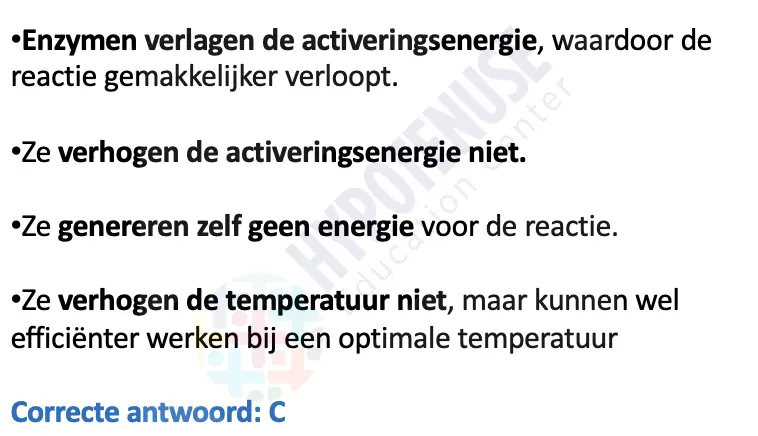 •Enzymen verlagen de activeringsenergie, waardoor de
reactie gemakkelijker verloopt.
•Ze verhogen de activeringsenergie niet.
•Ze genereren zelf geen energie voor de reactie.
•Ze verhogen de temperatuur niet, maar kunnen wel
efficiënter werken bij een optimale temperatuur
Correcte antwoord: C
HYPOTENUSE
Education Center